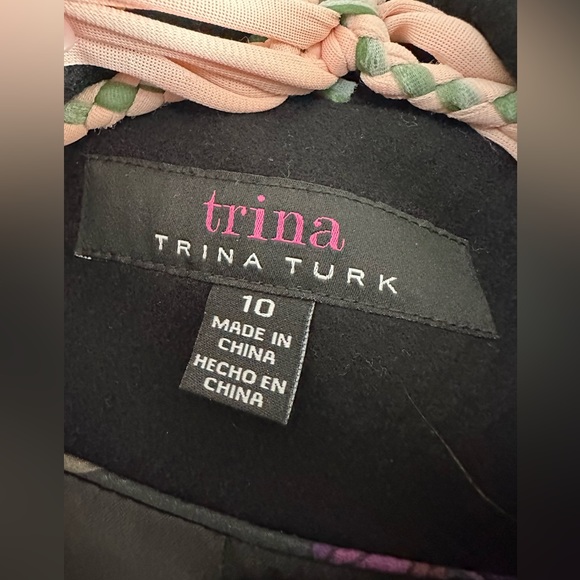 trina
TRINA TURK
10
MADE IN
CHINA
HECHO EN
CHINA